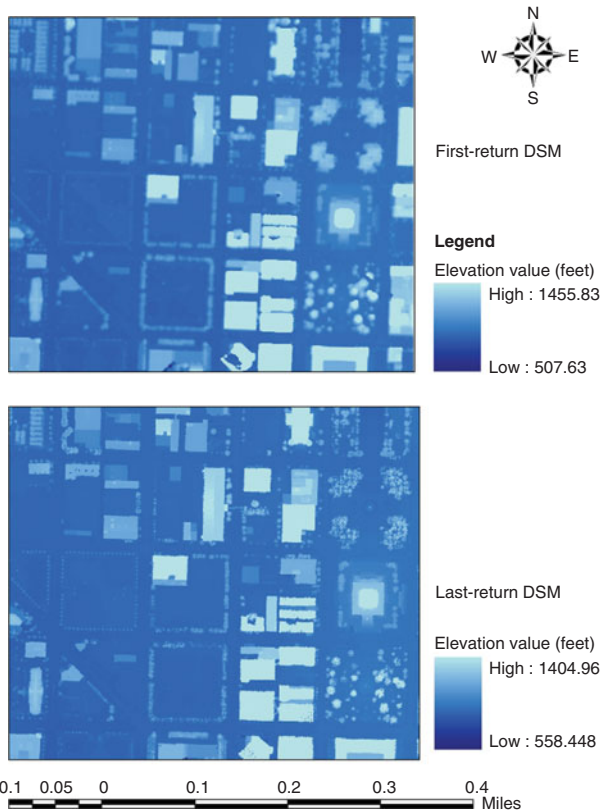 N
W E
S
First-return DSM
Legend
Elevation value (feet)
High : 1455.83
Low : 507.63
Last-return DSM
Elevation value (feet)
High : 1404.96
Low : 558.448
0.1 0.05 0 0.1 0.2 0.3 0.4
Miles